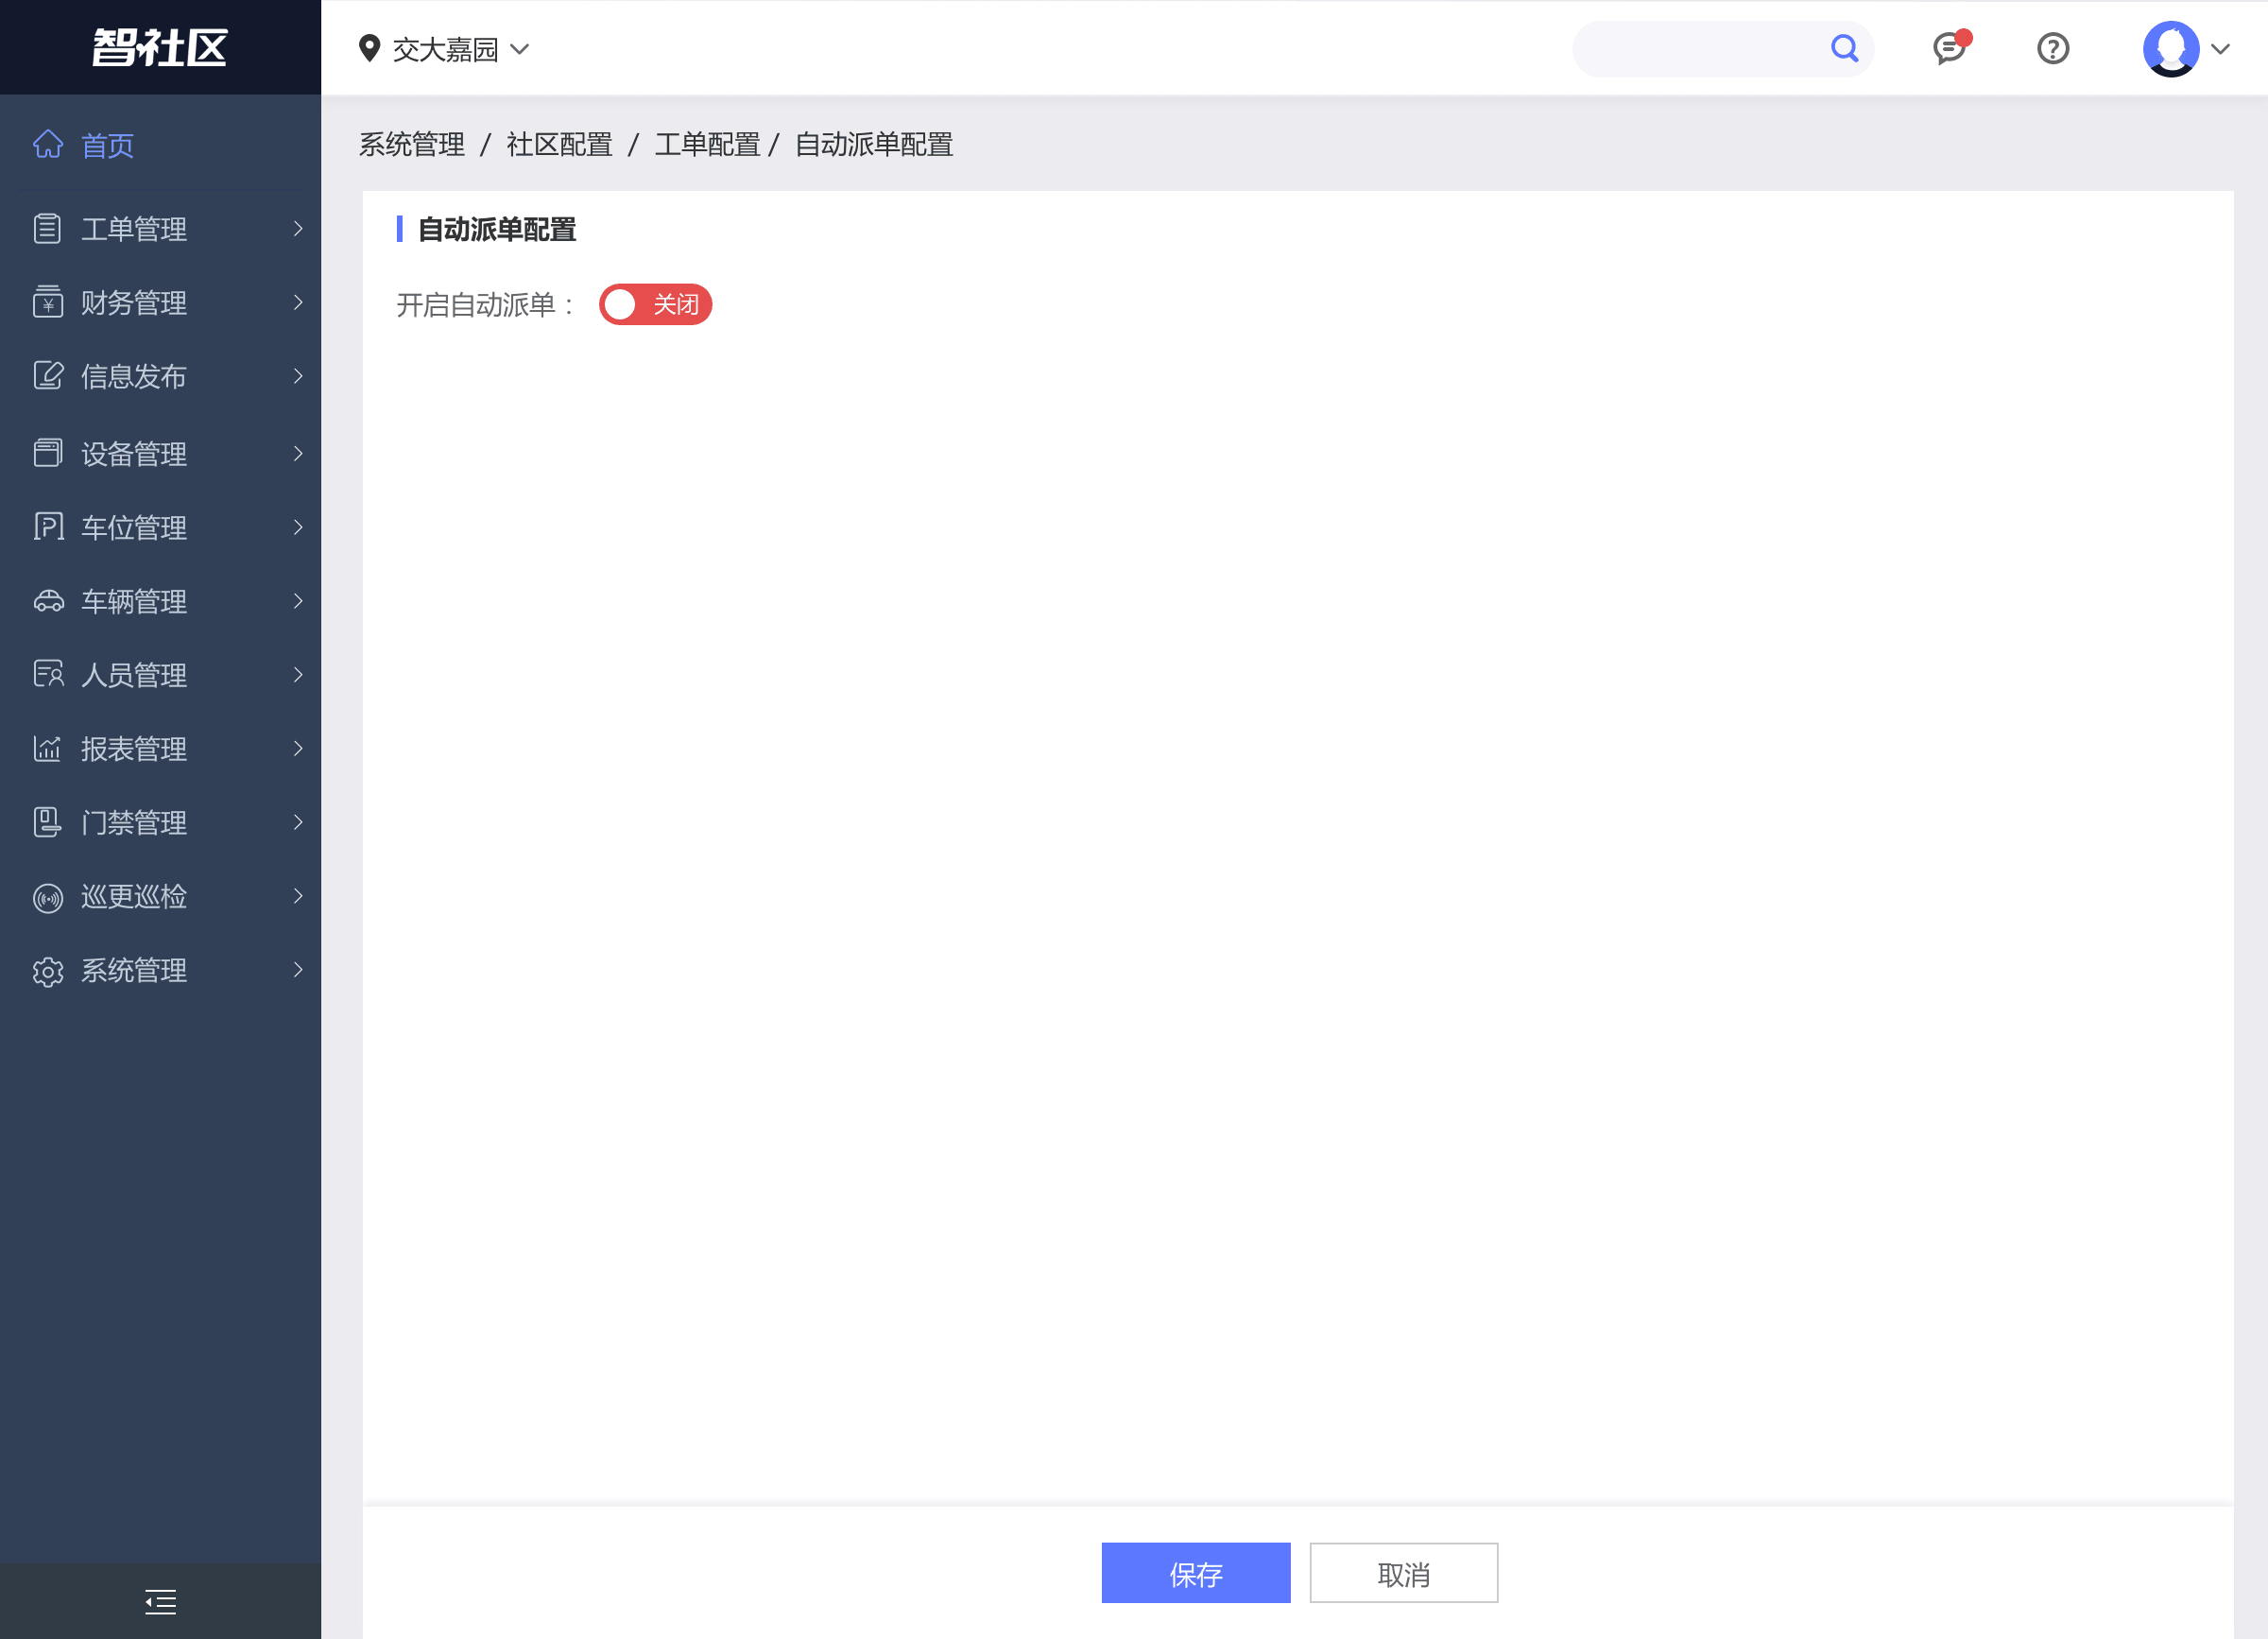 智社区
交大嘉园
首页
工单管理
财务管理
信息发布
设备管理
车位管理
车辆管理
人员管理
报表管理
门禁管理
巡更巡检
系统管理
系统管理 / 社区配置 / 工单配置 / 自动派单配置
自动派单配置
开启自动派单： 关闭
保存 取消